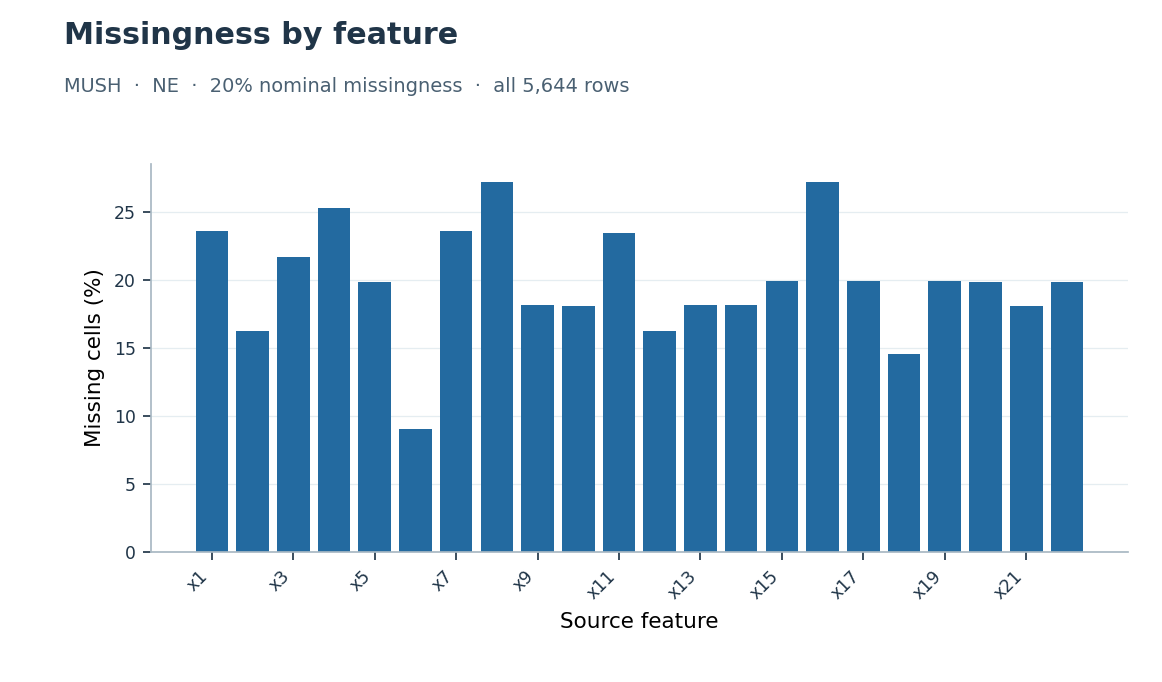 Missingness by feature
MUSH · NE · 20% nominal missingness · all 5,644 rows
Missing cells (%)
25
20
15
10
5
0
x1 x3 x5 x7 x9 x11 x13 x15 x17 x19 x21
Source feature